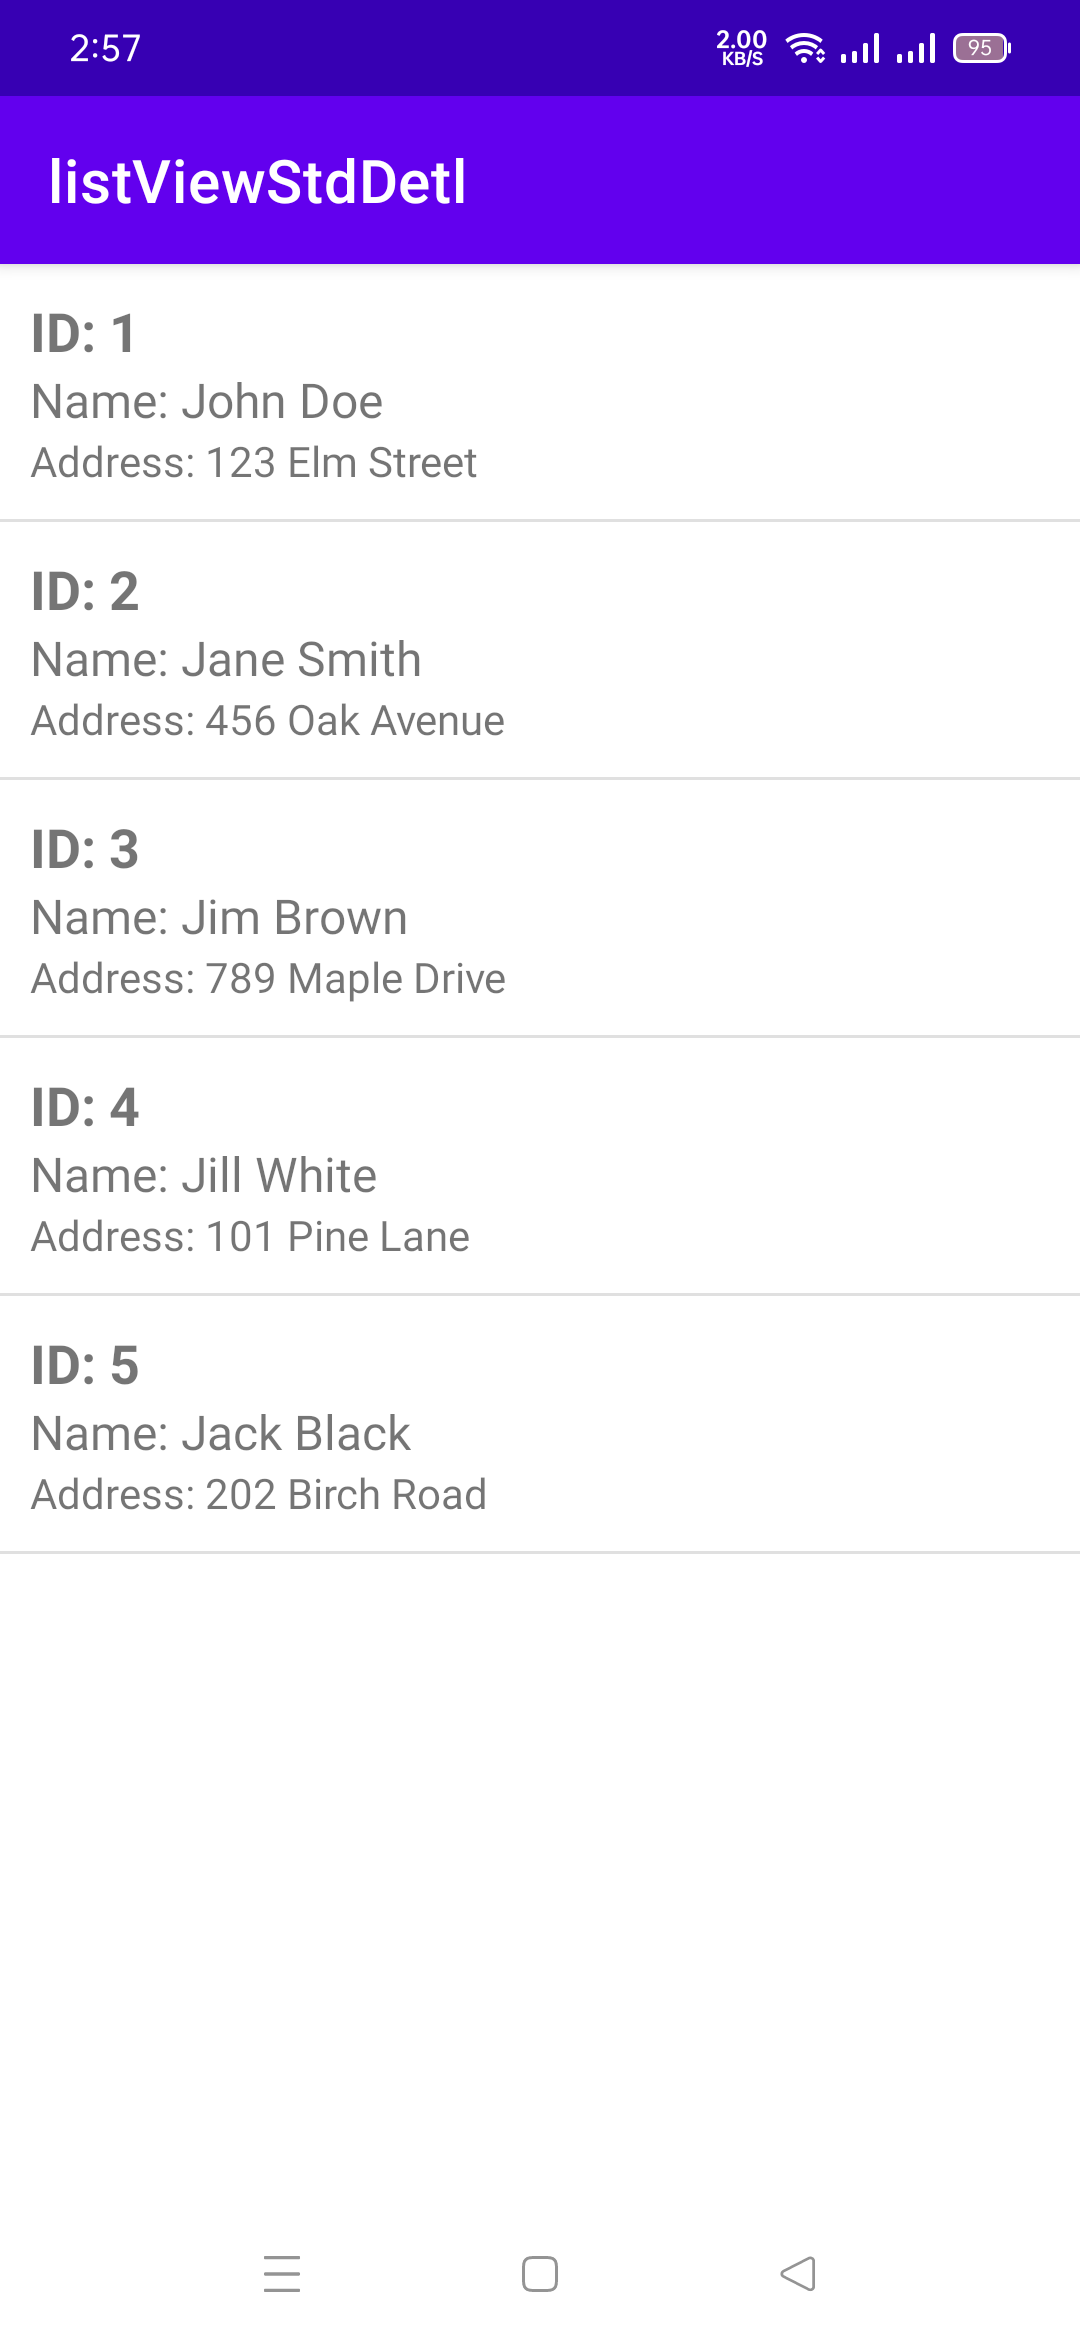 2:57
2.00
KB/S
95
listViewStdDetl
ID: 1
Name: John Doe
Address: 123 Elm Street
ID: 2
Name: Jane Smith
Address: 456 Oak Avenue
ID: 3
Name: Jim Brown
Address: 789 Maple Drive
ID: 4
Name: Jill White
Address: 101 Pine Lane
ID: 5
Name: Jack Black
Address: 202 Birch Road